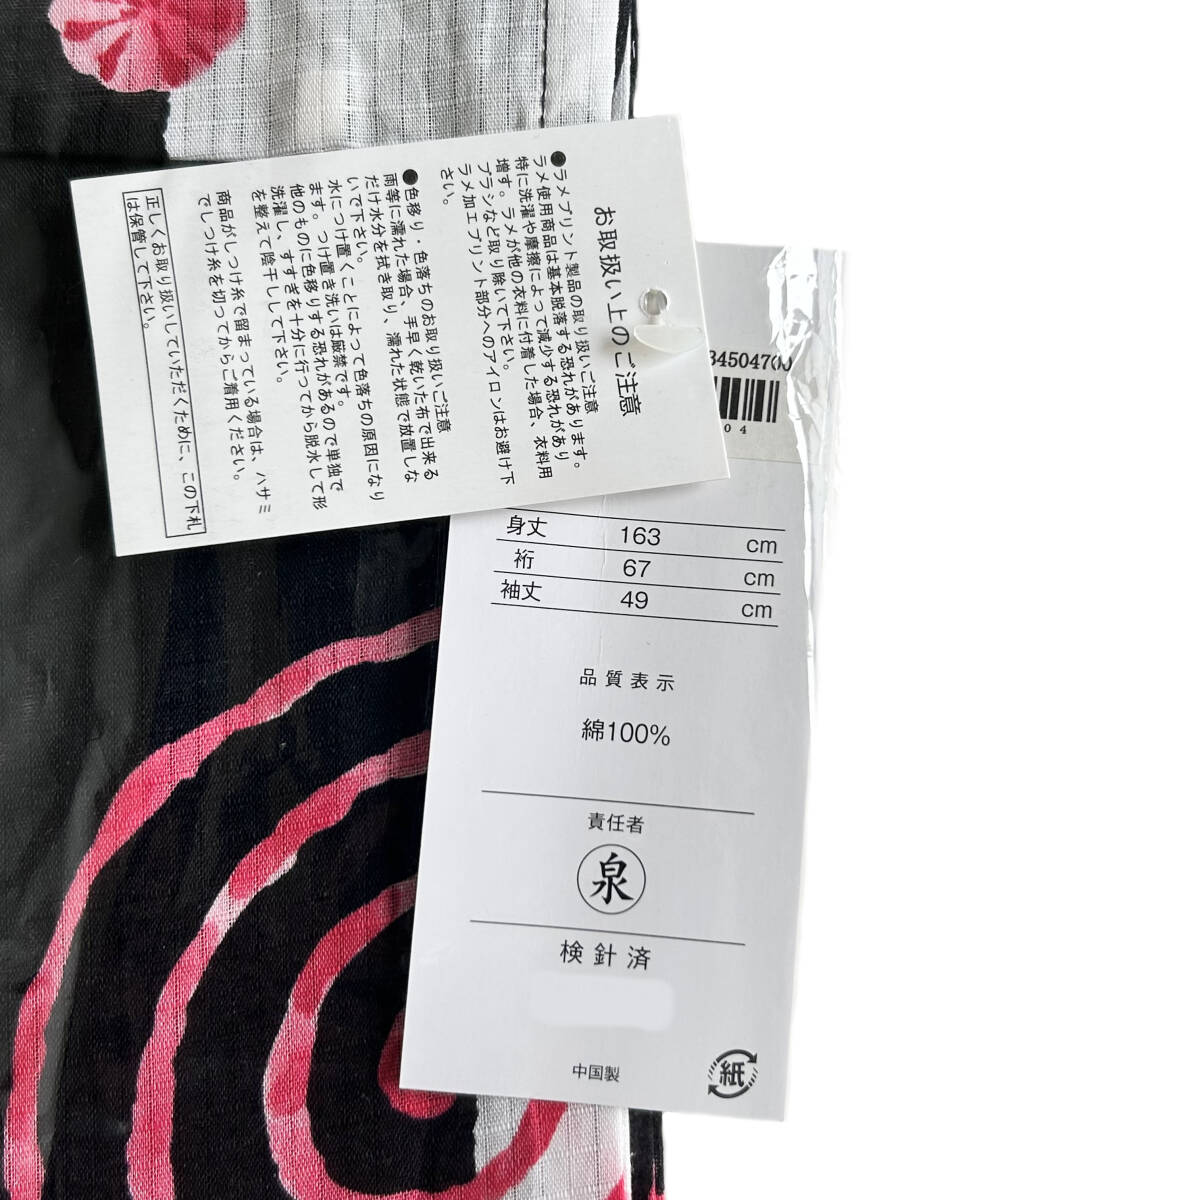 お取扱い上のご注意
●ラメプリント製品の取り扱いご注意
ラメ使用商品は基本脱落する恐れがあります。
特に洗濯や摩擦によって減少する恐れがあり
増す。ラメが他の衣料に付着した場合、衣料用
ブラシなど取り除いて下さい。
ラメ加工プリント部分へのアイロンはお避け下
さい。
●色移り・色落ちのお取り扱いご注意
雨等に濡れた場合、手早く乾いた布で出来る
だけ水分を拭き取り、濡れた状態で放置しな
いで下さい。
水につけ置くことによって色落ちの原因になり
ます。つけ置き洗いは厳禁です。
他のものに色移りする恐れがあるので単独で
洗濯し、すすぎを十分に行ってから脱水して形
を整えて陰干しして下さい。
商品がしつけ糸で留まっている場合は、ハサミ
でしつけ糸を切ってからご着用ください。
正しくお取り扱いしていただくために、この下札
は保管して下さい。
34504700
04
身丈 163 cm
裄 67 cm
袖丈 49 cm
品質表示
綿100%
責任者
泉
検針済
中国製
紙